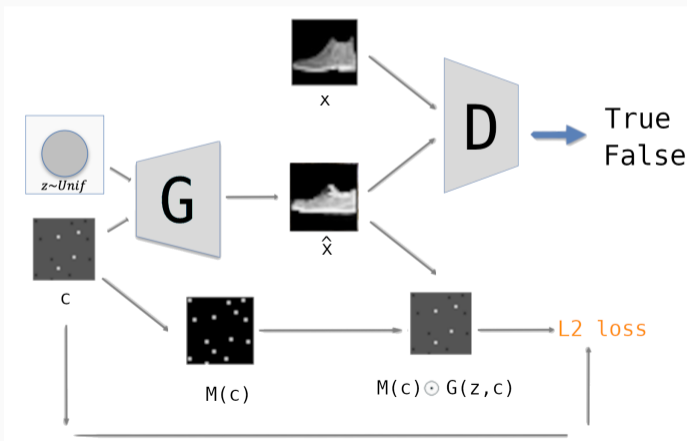 x
D
True
False
z~Unif
G
x̂
c
L2 loss
M(c)
M(c)⊙ G(z,c)